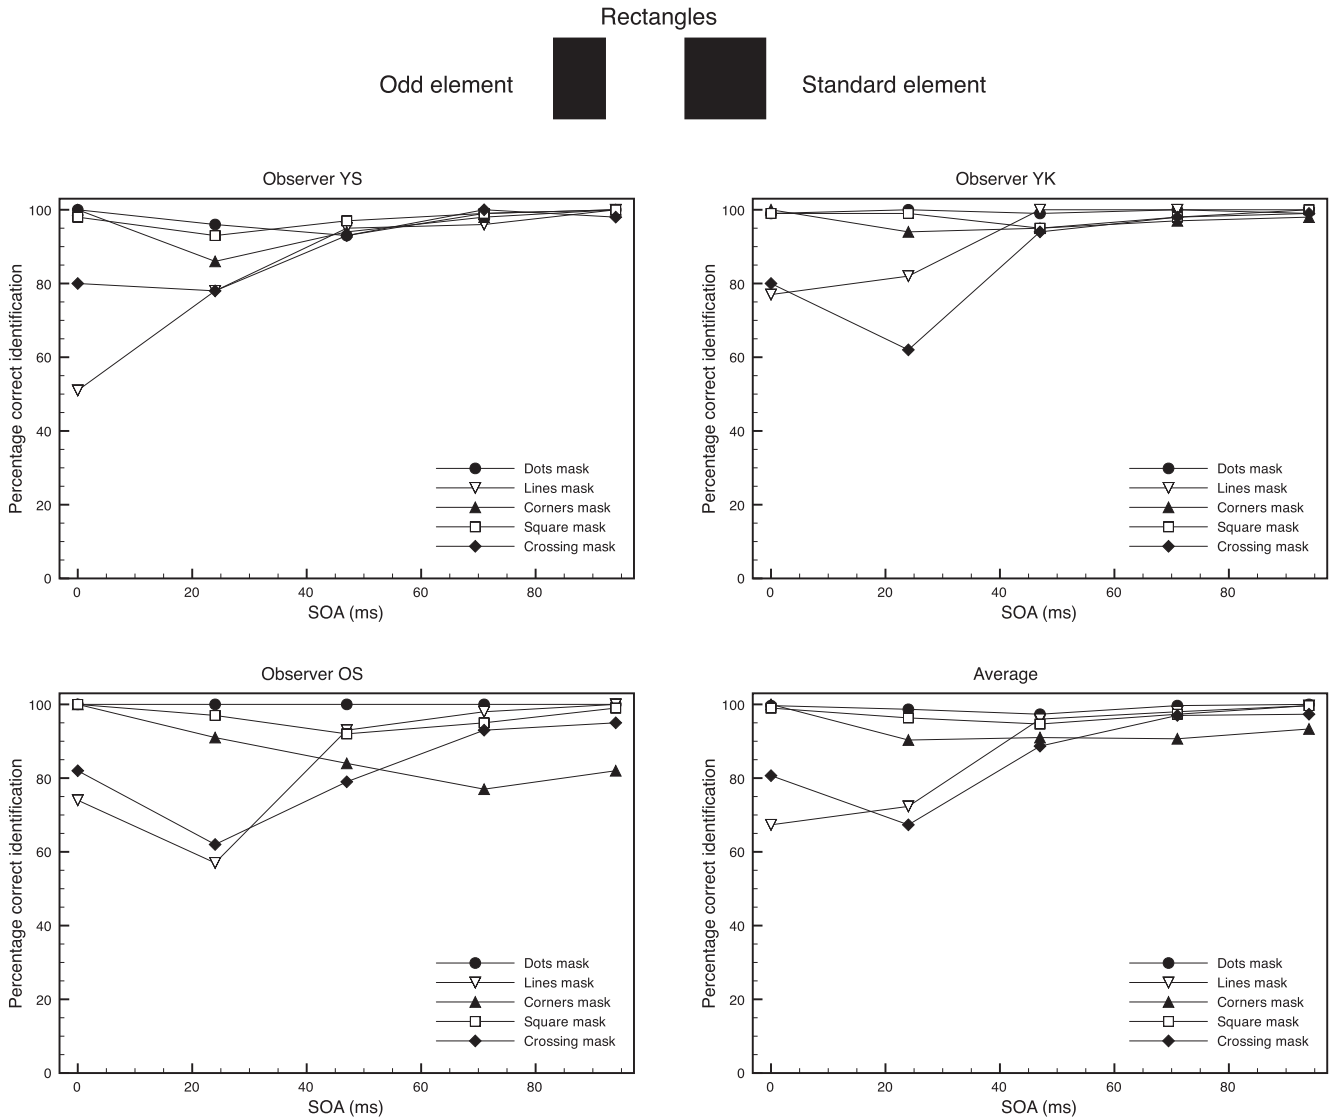 Rectangles
Odd element
Standard element
Observer YS
Percentage correct identification
100
80
60
40
20
0
Dots mask
Lines mask
Corners mask
Square mask
Crossing mask
0 20 40 60 80
SOA (ms)
Observer YK
Percentage correct identification
100
80
60
40
20
0
Dots mask
Lines mask
Corners mask
Square mask
Crossing mask
0 20 40 60 80
SOA (ms)
Observer OS
Percentage correct identification
100
80
60
40
20
0
Dots mask
Lines mask
Corners mask
Square mask
Crossing mask
0 20 40 60 80
SOA (ms)
Average
Percentage correct identification
100
80
60
40
20
0
Dots mask
Lines mask
Corners mask
Square mask
Crossing mask
0 20 40 60 80
SOA (ms)